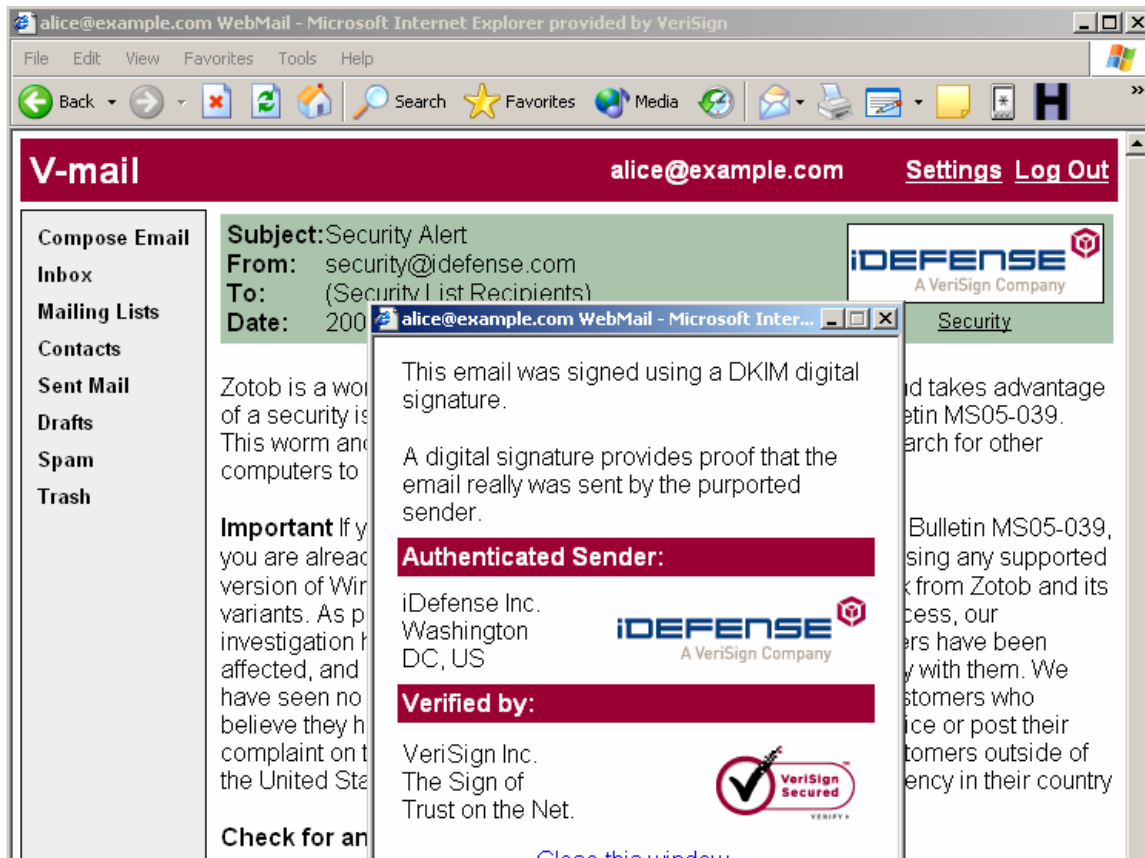 alice@example.com WebMail - Microsoft Internet Explorer provided by VeriSign
File Edit View Favorites Tools Help
Back Search Favorites Media
V-mail alice@example.com Settings Log Out
Compose Email
Inbox
Mailing Lists
Contacts
Sent Mail
Drafts
Spam
Trash
Subject:Security Alert
From: security@idefense.com
To: (Security List Recipients)
Date: 200
iDEFENSE
A VeriSign Company
Security
Zotob is a wor nd takes advantage
of a security is etin MS05-039.
This worm and arch for other
computers to
Important If y Bulletin MS05-039,
you are alread sing any supported
version of Win k from Zotob and its
variants. As p cess, our
investigation h ers have been
affected, and y with them. We
have seen no stomers who
believe they h ice or post their
complaint on t tomers outside of
the United Sta ency in their country
Check for an
alice@example.com WebMail - Microsoft Inter...
This email was signed using a DKIM digital
signature.
A digital signature provides proof that the
email really was sent by the purported
sender.
Authenticated Sender:
iDefense Inc.
Washington
DC, US
iDEFENSE
A VeriSign Company
Verified by:
VeriSign Inc.
The Sign of
Trust on the Net.
VeriSign
Secured
VERIFY
Close this window